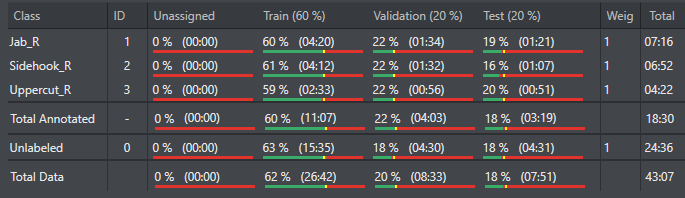 Class ID Unassigned Train (60 %) Validation (20 %) Test (20 %) Weig Total
Jab_R 1 0 % (00:00) 60 % (04:20) 22 % (01:34) 19 % (01:21) 1 07:16
Sidehook_R 2 0 % (00:00) 61 % (04:12) 22 % (01:32) 16 % (01:07) 1 06:52
Uppercut_R 3 0 % (00:00) 59 % (02:33) 22 % (00:56) 20 % (00:51) 1 04:22
Total Annotated - 0 % (00:00) 60 % (11:07) 22 % (04:03) 18 % (03:19) 18:30
Unlabeled 0 0 % (00:00) 63 % (15:35) 18 % (04:30) 18 % (04:31) 1 24:36
Total Data 0 % (00:00) 62 % (26:42) 20 % (08:33) 18 % (07:51) 43:07